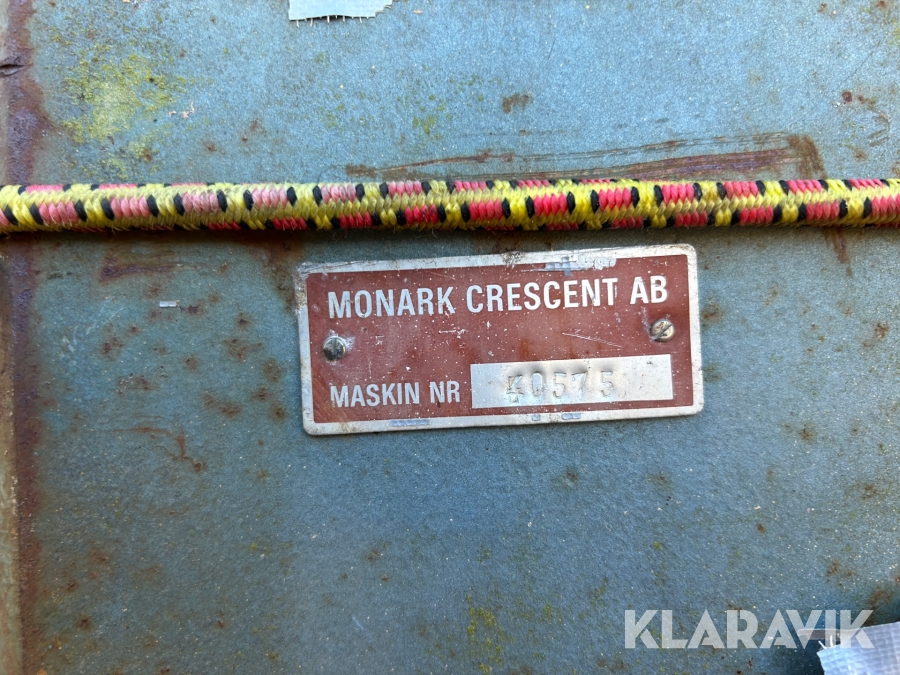 MONARK CRESCENT AB
MASKIN NR 40575
KLARAVIK